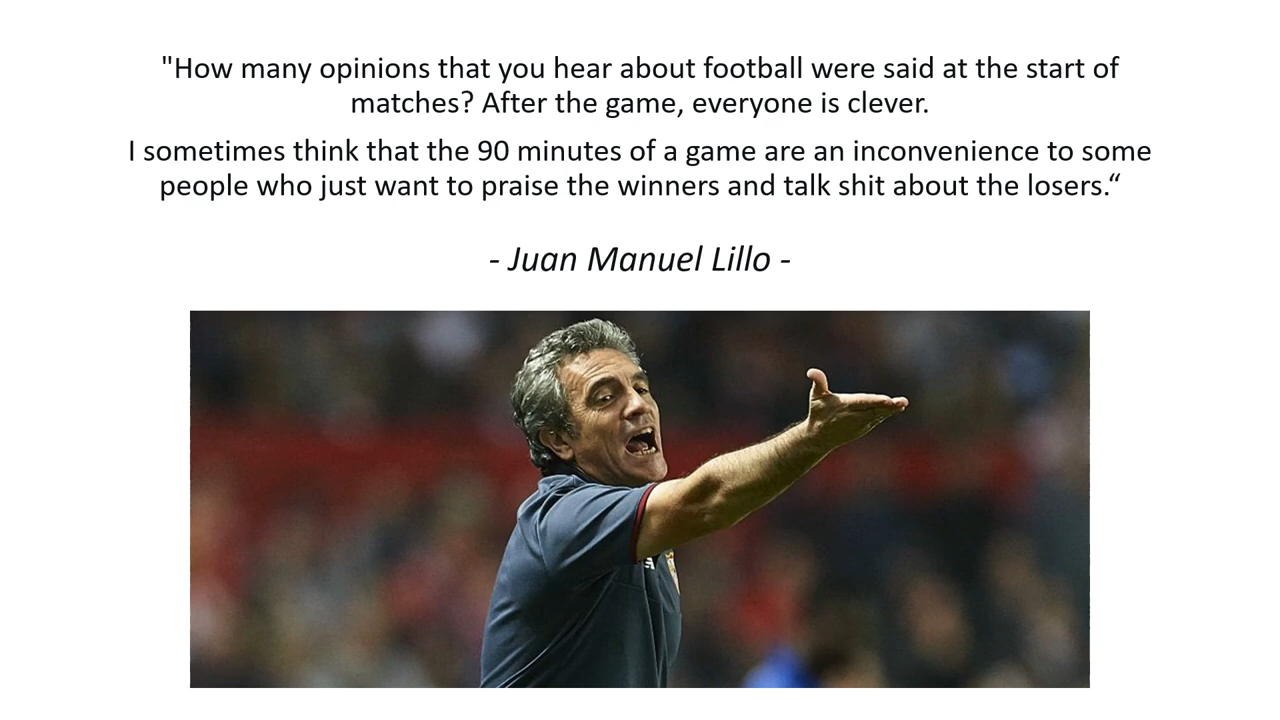 "How many opinions that you hear about football were said at the start of
matches? After the game, everyone is clever.
I sometimes think that the 90 minutes of a game are an inconvenience to some
people who just want to praise the winners and talk shit about the losers.“
- Juan Manuel Lillo -